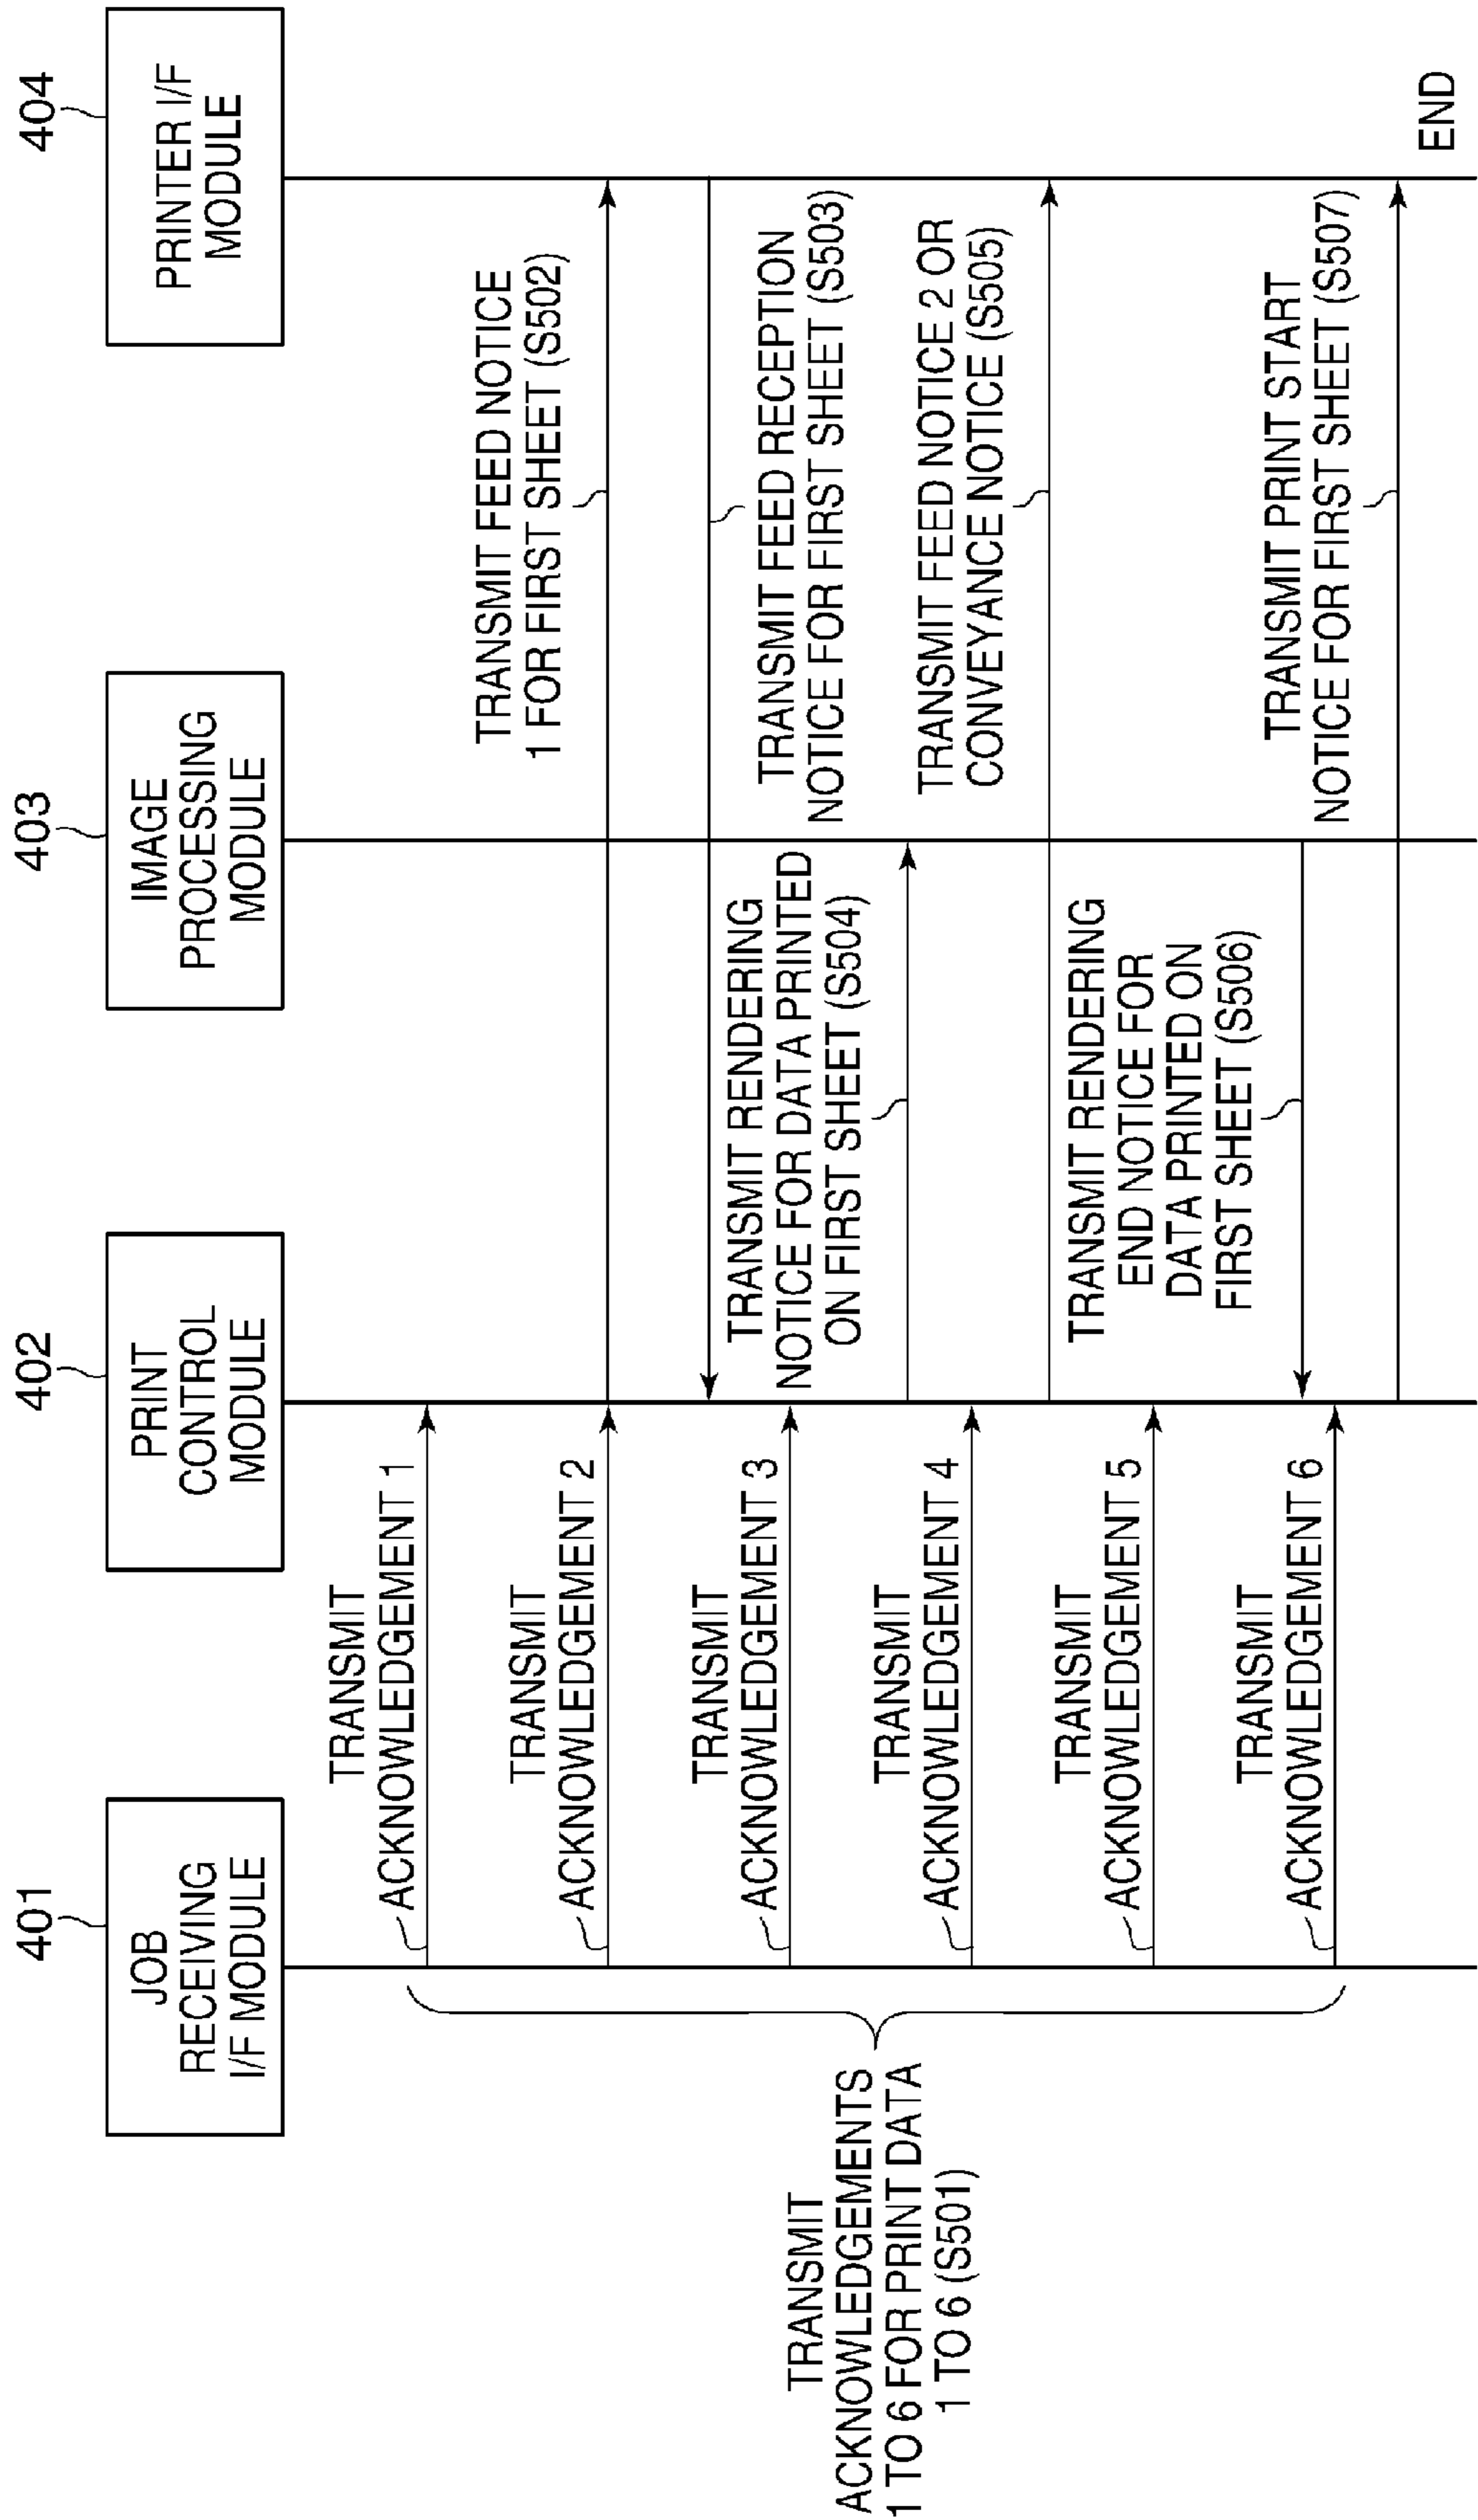 401
JOB
RECEIVING
I/F MODULE
402
PRINT
CONTROL
MODULE
403
IMAGE
PROCESSING
MODULE
404
PRINTER I/F
MODULE
TRANSMIT
ACKNOWLEDGEMENTS
1 TO 6 FOR PRINT DATA
1 TO 6 (S501)
TRANSMIT
ACKNOWLEDGEMENT 1
TRANSMIT
ACKNOWLEDGEMENT 2
TRANSMIT FEED NOTICE
1 FOR FIRST SHEET (S502)
TRANSMIT FEED RECEPTION
NOTICE FOR FIRST SHEET (S503)
TRANSMIT
ACKNOWLEDGEMENT 3
TRANSMIT RENDERING
NOTICE FOR DATA PRINTED
ON FIRST SHEET (S504)
TRANSMIT
ACKNOWLEDGEMENT 4
TRANSMIT FEED NOTICE 2 OR
CONVEYANCE NOTICE (S505)
TRANSMIT
ACKNOWLEDGEMENT 5
TRANSMIT RENDERING
END NOTICE FOR
DATA PRINTED ON
FIRST SHEET (S506)
TRANSMIT
ACKNOWLEDGEMENT 6
TRANSMIT PRINT START
NOTICE FOR FIRST SHEET (S507)
END